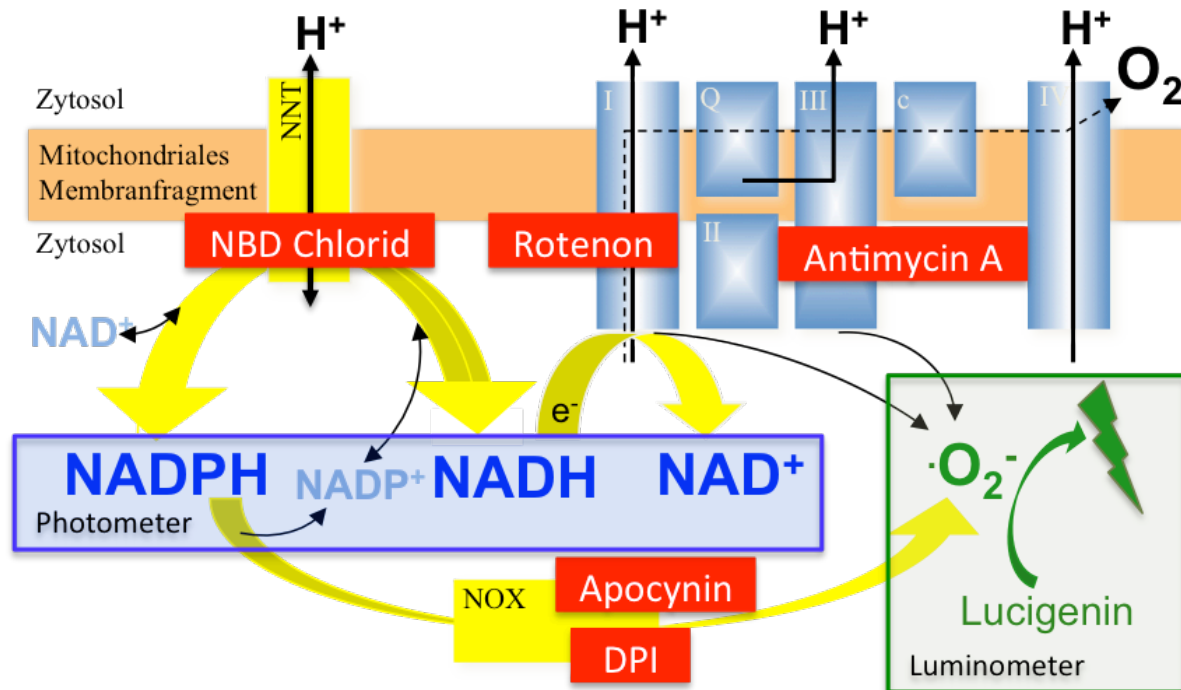 H⁺ H⁺ H⁺ H⁺
O₂
Zytosol
NNT
I Q III c IV
Mitochondriales
Membranfragment
Zytosol
NBD Chlorid
Rotenon
II
Antimycin A
NAD⁺
e⁻
NADPH NADP⁺ NADH NAD⁺
Photometer
·O₂⁻
NOX
Apocynin
DPI
Lucigenin
Luminometer